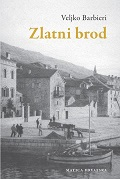 Veljko Barbieri
Zlatni brod
MATICA HRVATSKA